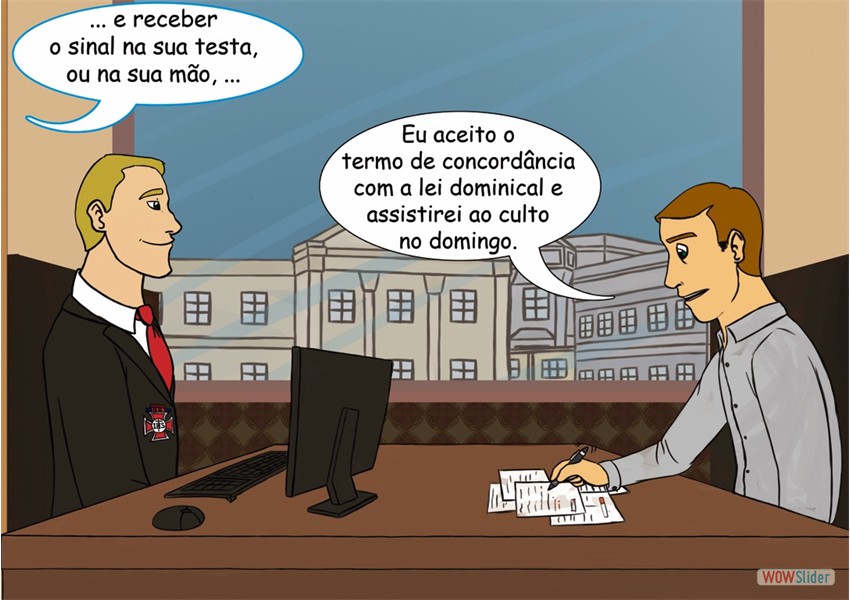 ... e receber
o sinal na sua testa,
ou na sua mão, ...
Eu aceito o
termo de concordância
com a lei dominical e
assistirei ao culto
no domingo.
WOWSlider